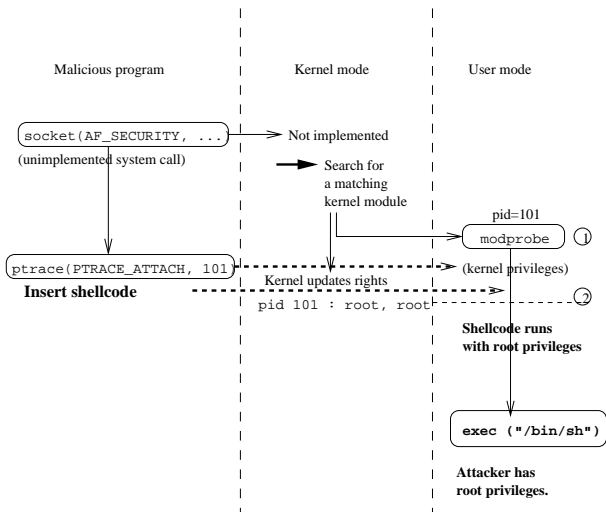 Malicious program
Kernel mode
User mode
socket(AF_SECURITY, ...)
Not implemented
(unimplemented system call)
Search for
a matching
kernel module
pid=101
modprobe
1
ptrace(PTRACE_ATTACH, 101)
(kernel privileges)
Insert shellcode
Kernel updates rights
pid 101 : root, root
2
Shellcode runs
with root privileges
exec ("/bin/sh")
Attacker has
root privileges.